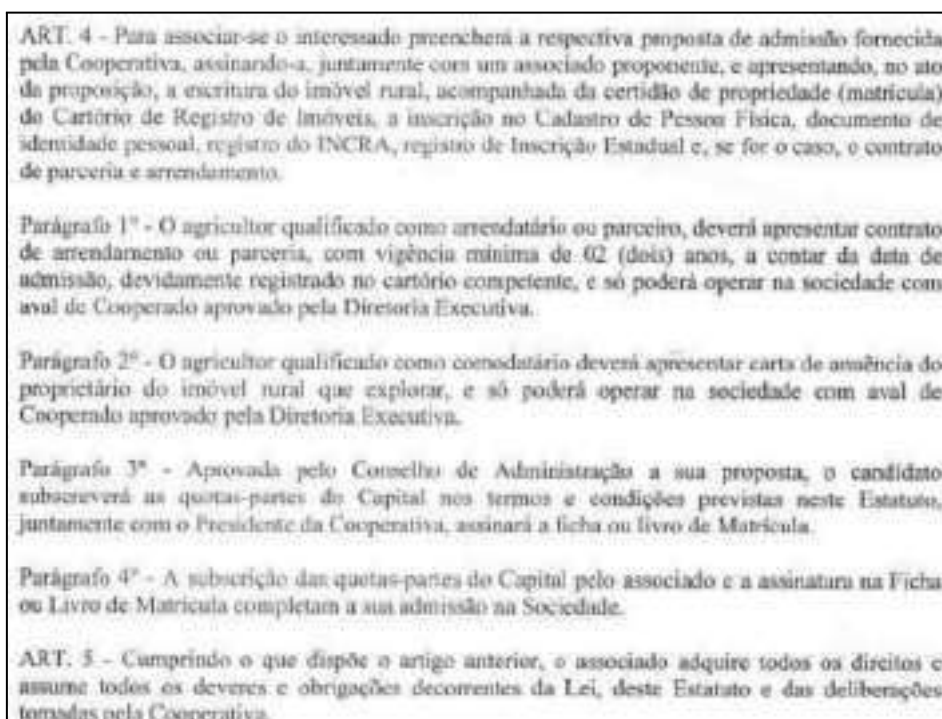 ART. 4 - Para associar-se o interessado preencherá a respectiva proposta de admissão fornecida
pela Cooperativa, assinando-a, juntamente com um associado proponente, e apresentando, no ato
da proposição, a escritura do imóvel rural, acompanhada da certidão de propriedade (matrícula)
do Cartório de Registro de Imóveis, a inscrição no Cadastro de Pessoa Física, documento de
identidade pessoal, registro do INCRA, registro de Inscrição Estadual e, se for o caso, o contrato
de parceria e arrendamento.
Parágrafo 1º - O agricultor qualificado como arrendatário ou parceiro, deverá apresentar contrato
de arrendamento ou parceria, com vigência mínima de 02 (dois) anos, a contar da data de
admissão, devidamente registrado no cartório competente, e só poderá operar na sociedade com
aval de Cooperado aprovado pela Diretoria Executiva.
Parágrafo 2º - O agricultor qualificado como comodatário deverá apresentar carta de anuência do
proprietário do imóvel rural que explorar, e só poderá operar na sociedade com aval de
Cooperado aprovado pela Diretoria Executiva.
Parágrafo 3º - Aprovada pelo Conselho de Administração a sua proposta, o candidato
subscreverá as quotas-partes do Capital nos termos e condições previstas neste Estatuto,
juntamente com o Presidente da Cooperativa, assinará a ficha ou livro de Matrícula.
Parágrafo 4º - A subscrição das quotas-partes do Capital pelo associado e a assinatura na Ficha
ou Livro de Matrícula completam a sua admissão na Sociedade.
ART. 5 - Cumprindo o que dispõe o artigo anterior, o associado adquire todos os direitos e
assume todos os deveres e obrigações decorrentes da Lei, deste Estatuto e das deliberações
tomadas pela Cooperativa.